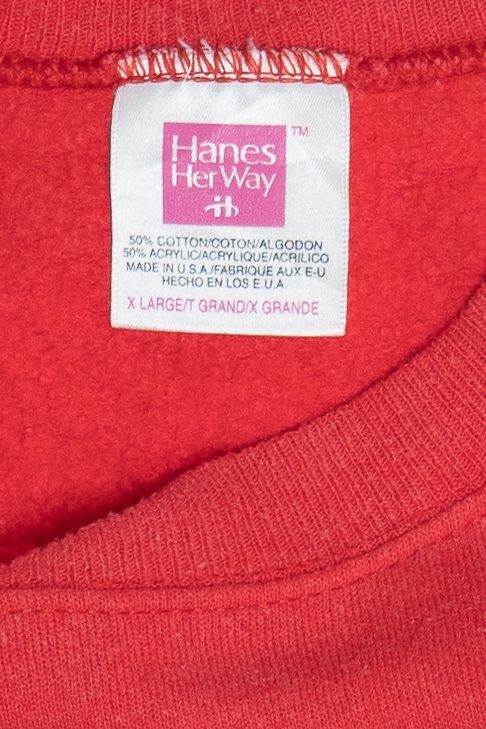 Hanes
TM
Her Way
50% COTTON/COTON/ALGODON
50% ACRYLIC/ACRYLIQUE/ACRILICO
MADE IN U.S.A./FABRIQUE AUX E-U
HECHO EN LOS E.U.A.
X LARGE/T GRAND/X GRANDE